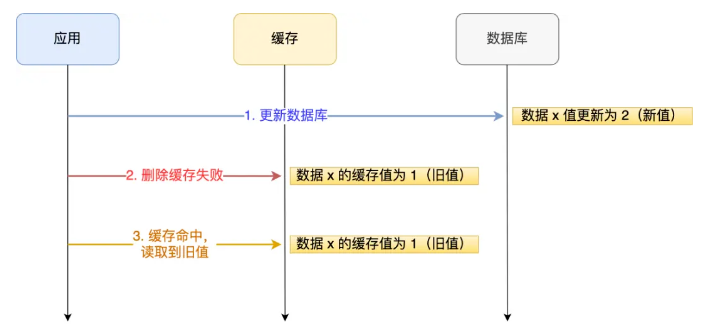 应用
缓存
数据库
1. 更新数据库
数据 x 值更新为 2（新值）
2. 删除缓存失败
数据 x 的缓存值为 1（旧值）
3. 缓存命中，
读取到旧值
数据 x 的缓存值为 1（旧值）